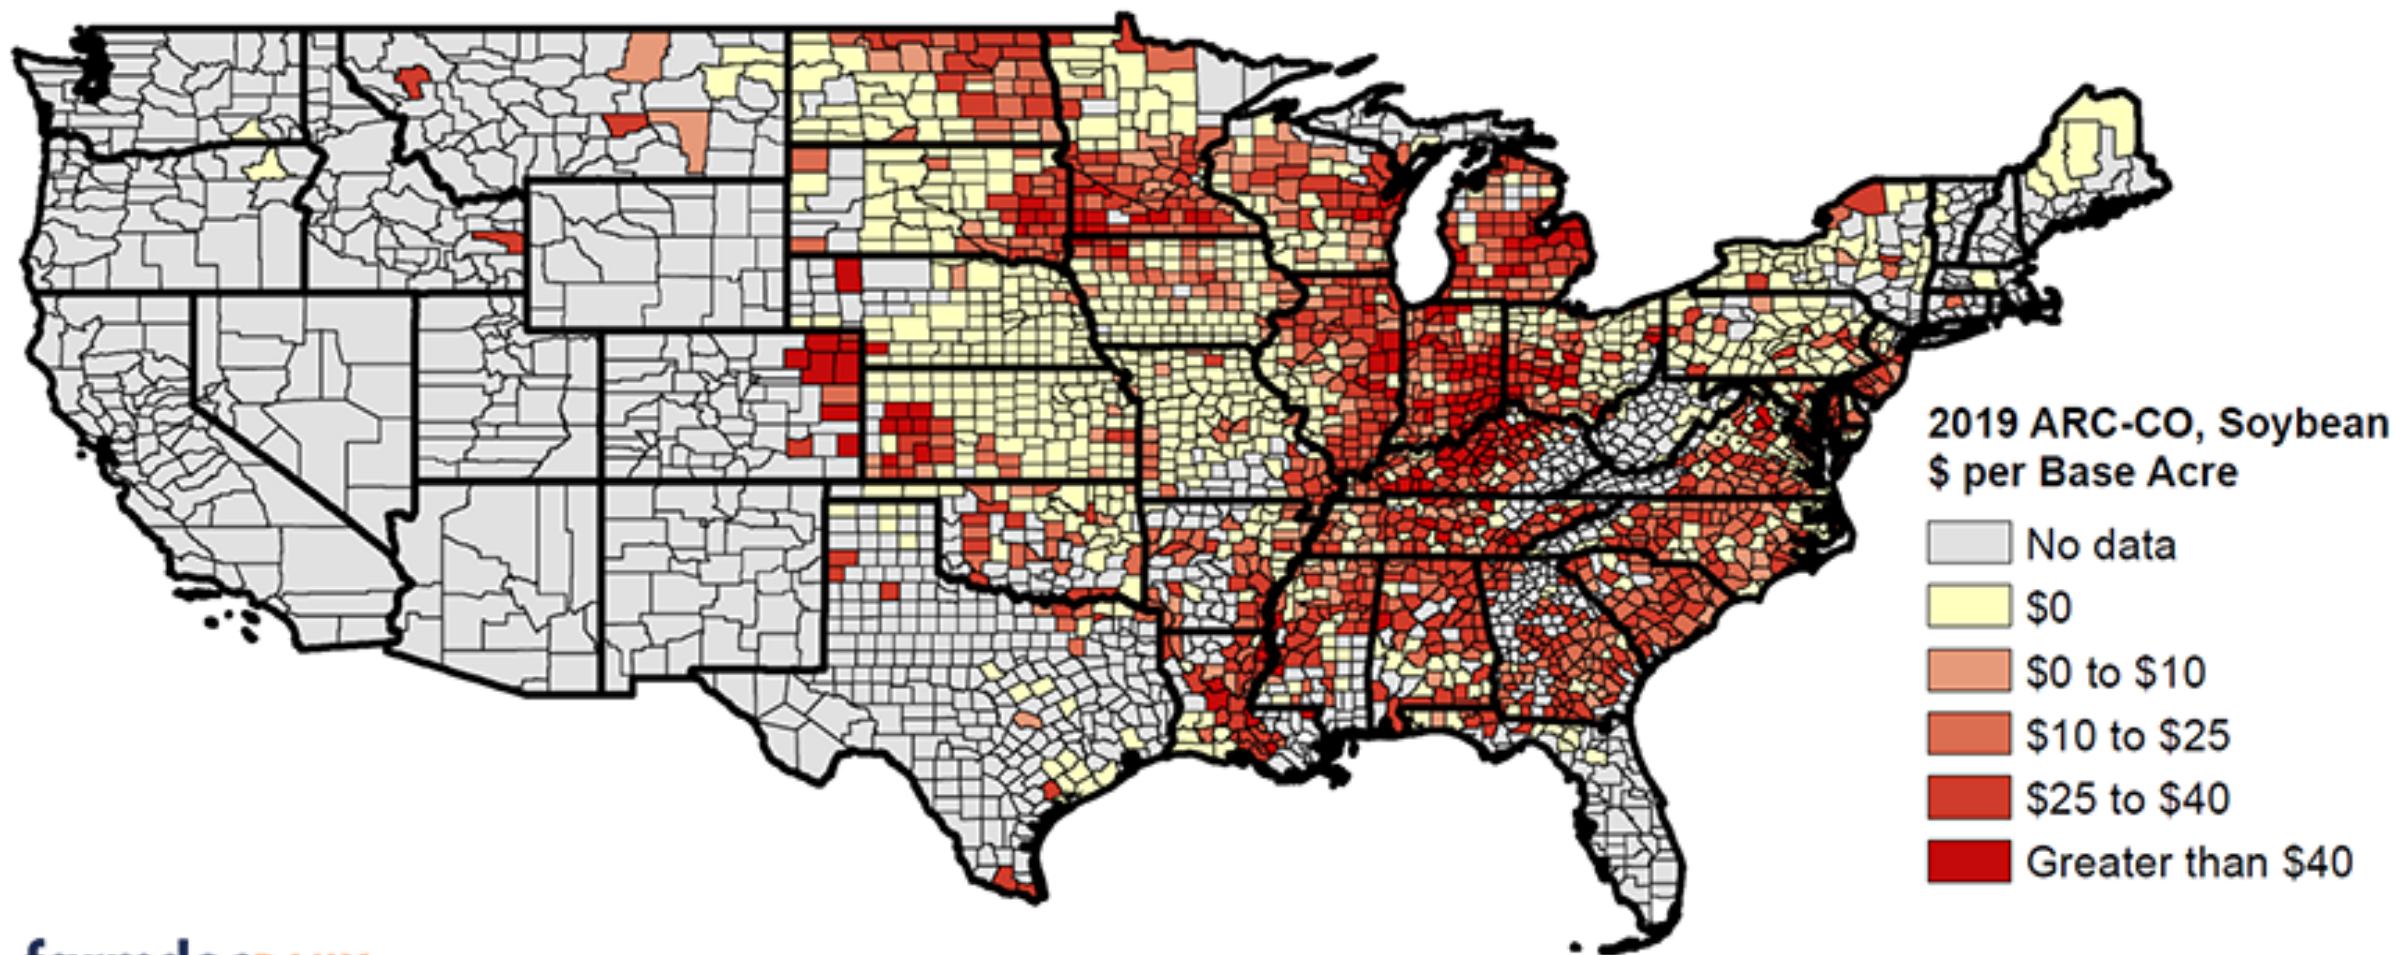 2019 ARC-CO, Soybean
$ per Base Acre
No data
$0
$0 to $10
$10 to $25
$25 to $40
Greater than $40